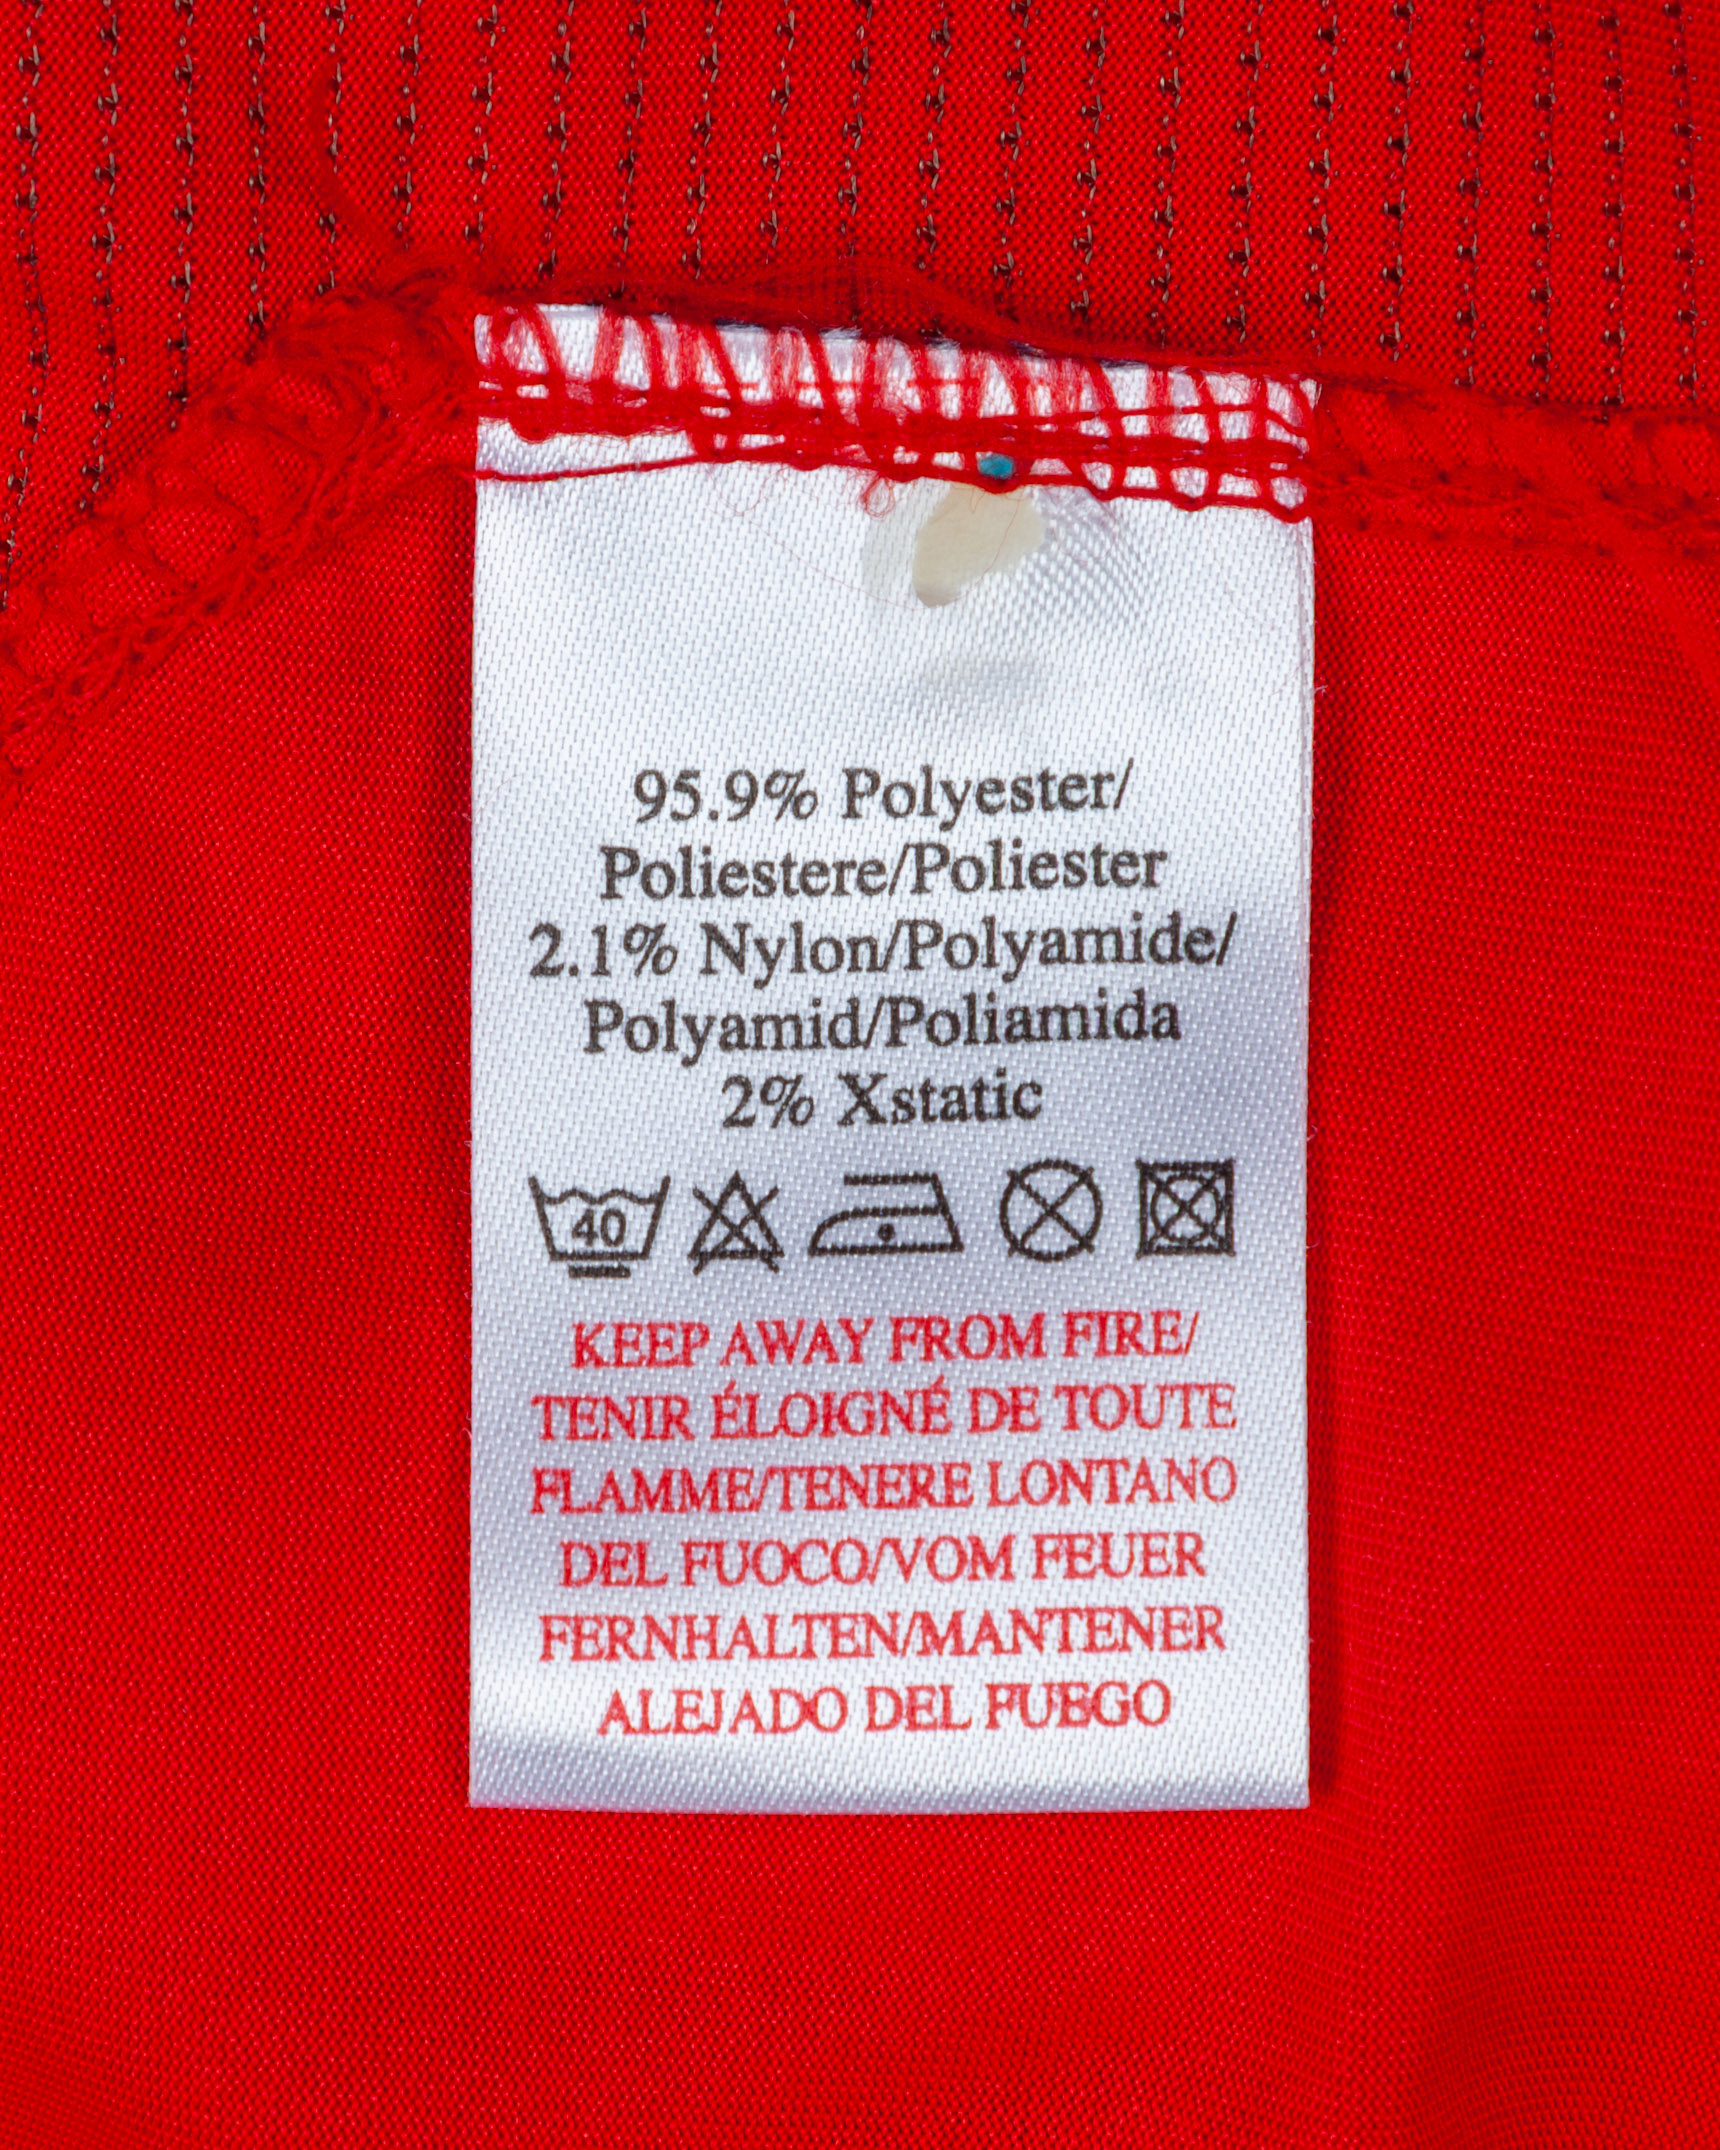 95.9% Polyester/
Poliestere/Poliester
2.1% Nylon/Polyamide/
Polyamid/Poliamida
2% Xstatic
40
KEEP AWAY FROM FIRE/
TENIR ÉLOIGNÉ DE TOUTE
FLAMME/TENERE LONTANO
DEL FUOCO/VOM FEUER
FERNHALTEN/MANTENER
ALEJADO DEL FUEGO